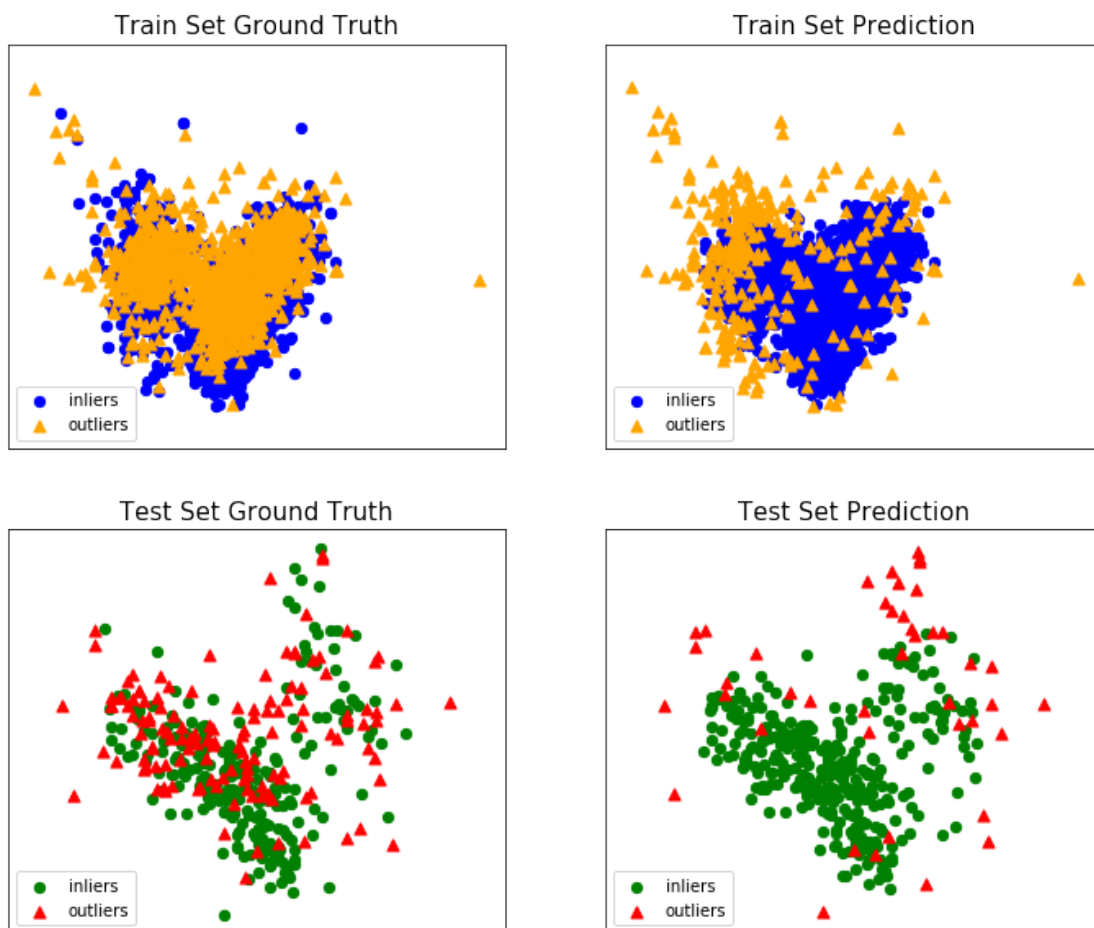 Train Set Ground Truth
Train Set Prediction
inliers
outliers
inliers
outliers
Test Set Ground Truth
Test Set Prediction
inliers
outliers
inliers
outliers